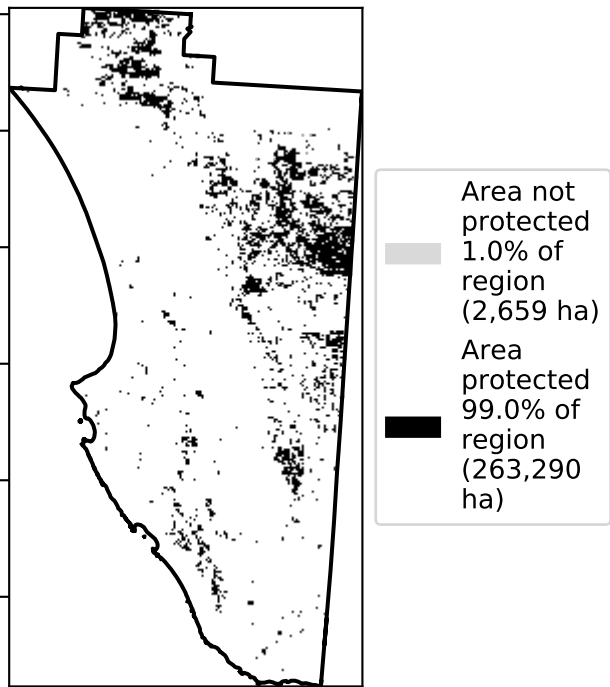 Area not
protected
1.0% of
region
(2,659 ha)
Area
protected
99.0% of
region
(263,290
ha)